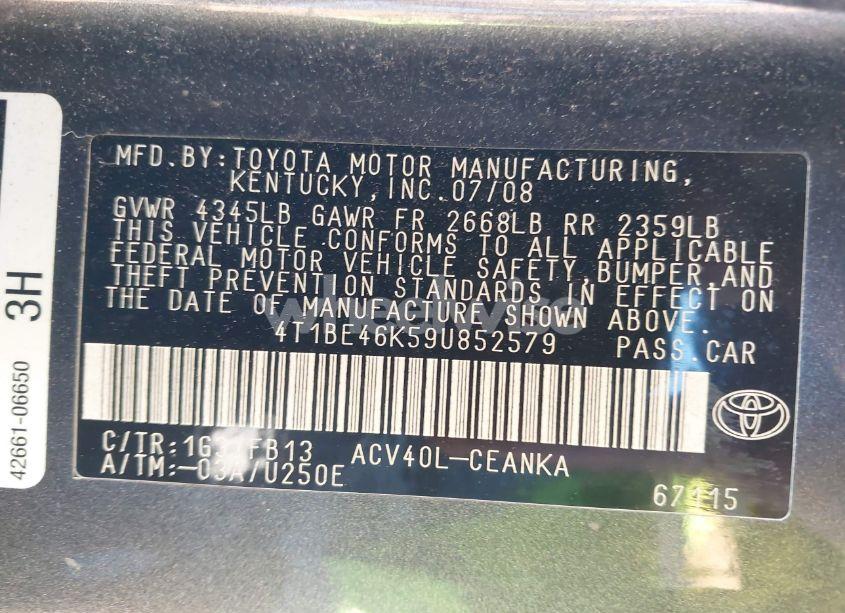 MFD.BY:TOYOTA MOTOR MANUFACTURING,
KENTUCKY,INC.07/08
GVWR 4345LB GAWR FR 2668LB RR 2359LB
THIS VEHICLE CONFORMS TO ALL APPLICABLE
FEDERAL MOTOR VEHICLE SAFETY,BUMPER,AND
THEFT PREVENTION STANDARDS IN EFFECT ON
THE DATE OF MANUFACTURE SHOWN ABOVE.
4T1BE46K59U852579 PASS.CAR
C/TR: ACV40L-CEANKA
A/TM:-03A/U250E
67115
3H
42661-06650